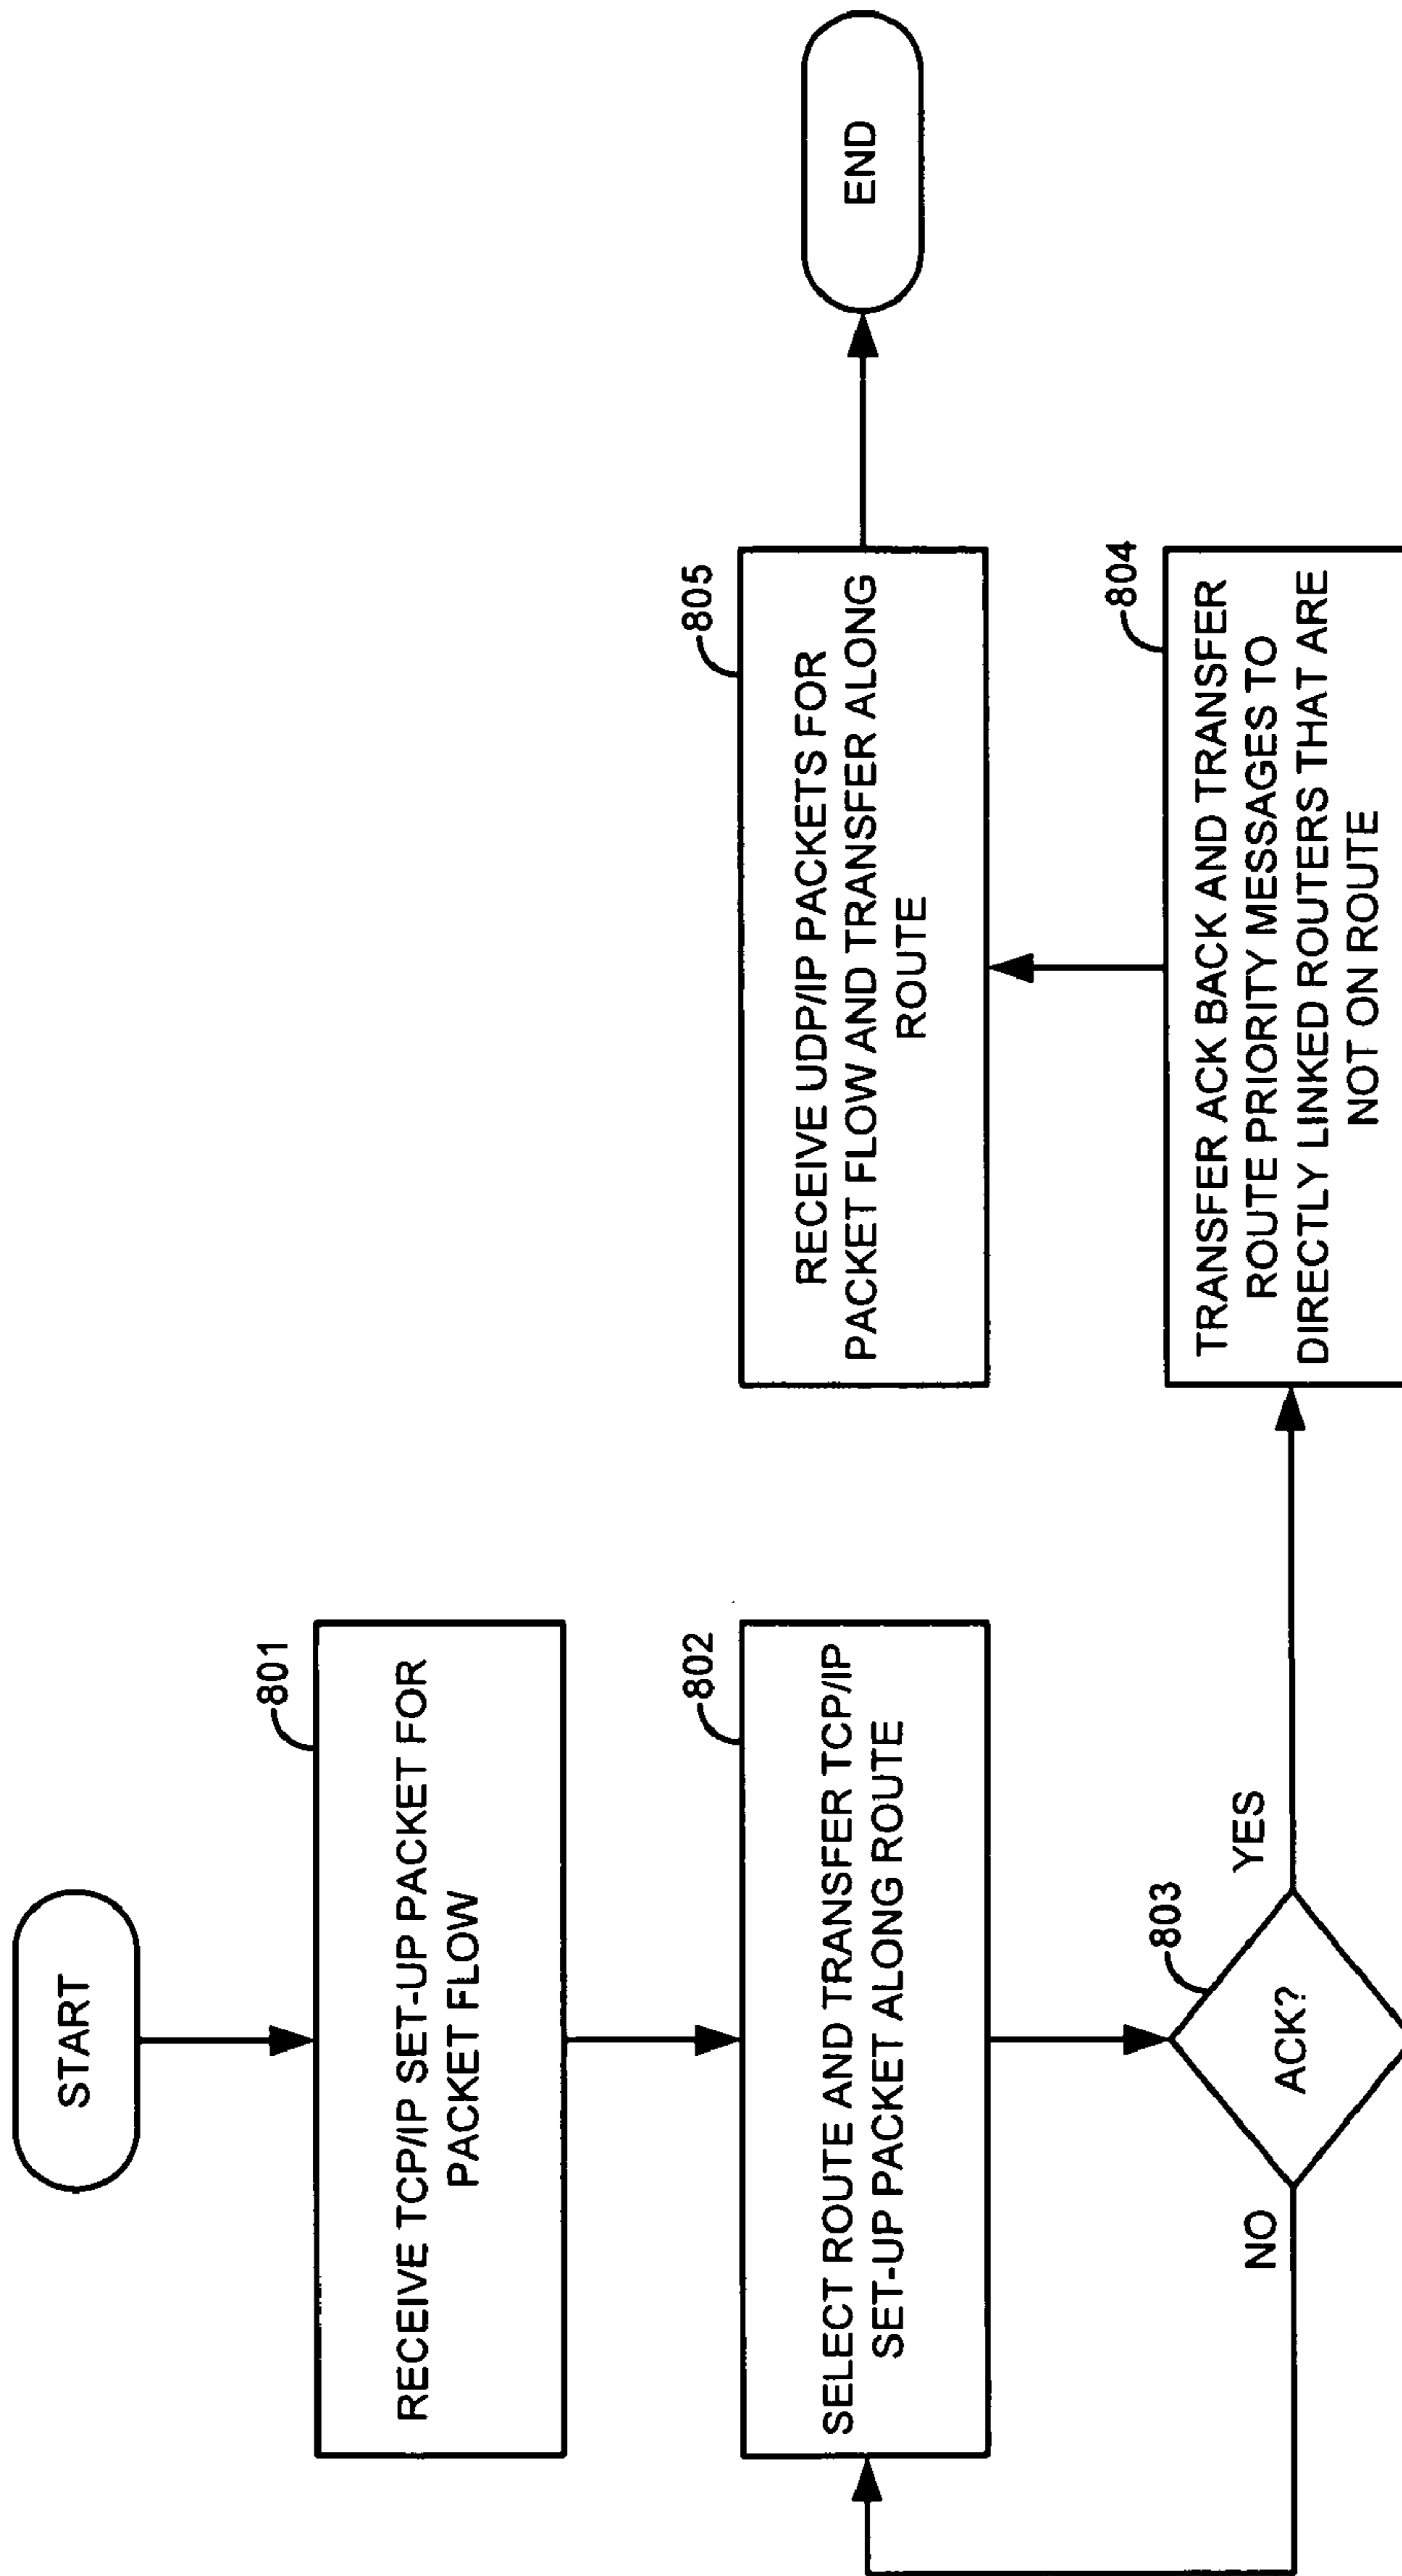 START
801
RECEIVE TCP/IP SET-UP PACKET FOR
PACKET FLOW
802
SELECT ROUTE AND TRANSFER TCP/IP
SET-UP PACKET ALONG ROUTE
803
ACK?
NO
YES
804
TRANSFER ACK BACK AND TRANSFER
ROUTE PRIORITY MESSAGES TO
DIRECTLY LINKED ROUTERS THAT ARE
NOT ON ROUTE
805
RECEIVE UDP/IP PACKETS FOR
PACKET FLOW AND TRANSFER ALONG
ROUTE
END